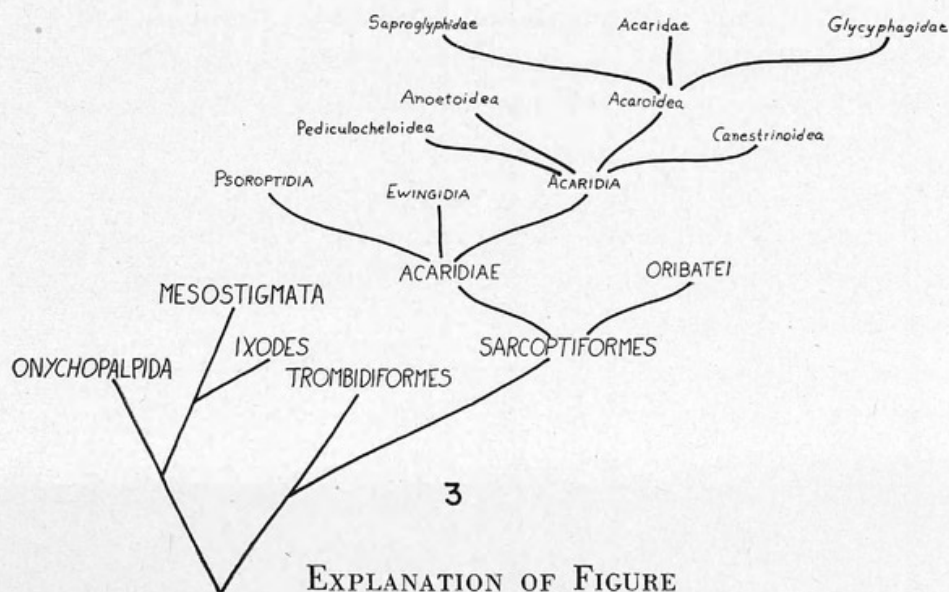 Saproglyphidae Acaridae Glycyphagidae
Anoetoidea Acaroidea
Pediculocheloidea Canestrinoidea
PSOROPTIDIA EWINGIDIA ACARIDIA
ACARIDIAE ORIBATEI
MESOSTIGMATA
IXODES SARCOPTIFORMES
ONYCHOPALPIDA TROMBIDIFORMES
3
EXPLANATION OF FIGURE